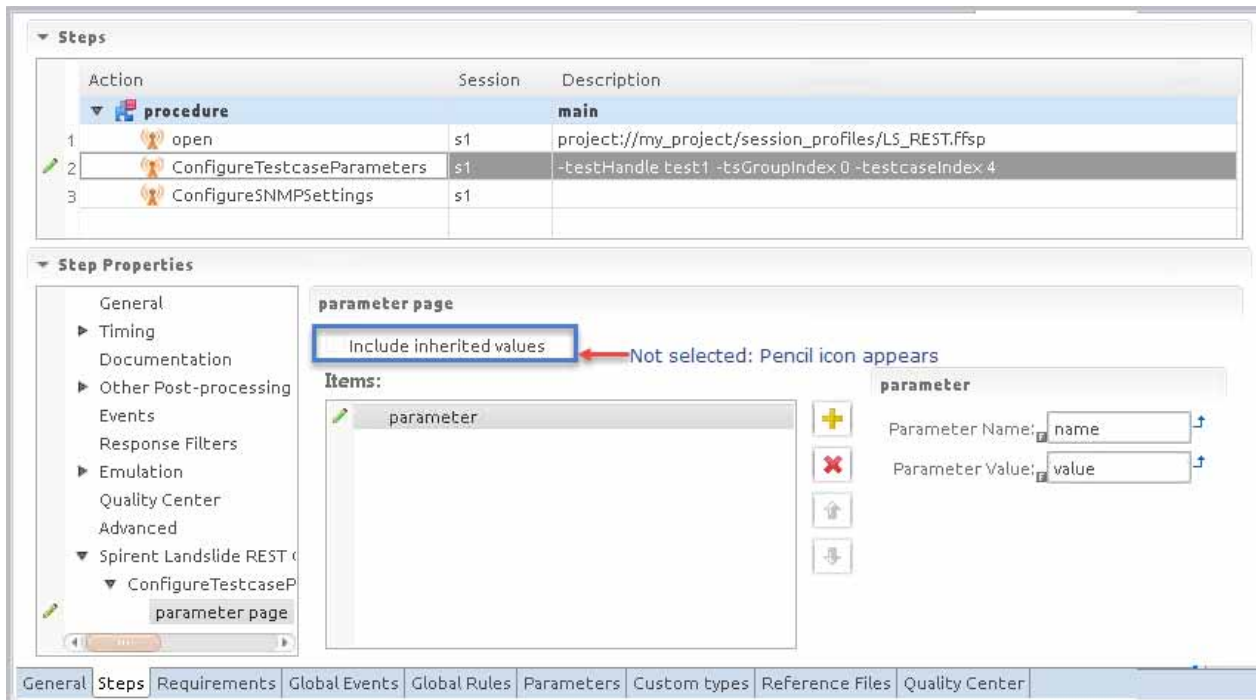 Steps
Action Session Description
procedure main
1 open s1 project://my_project/session_profiles/LS_REST.ffsp
2 ConfigureTestcaseParameters s1 -testHandle test1 -tsGroupIndex 0 -testcaseIndex 4
3 ConfigureSNMPSettings s1
Step Properties
General
Timing
Documentation
Other Post-processing
Events
Response Filters
Emulation
Quality Center
Advanced
Spirent Landslide REST
ConfigureTestcaseP
parameter page
parameter page
Include inherited values
Not selected: Pencil icon appears
Items:
parameter
parameter
Parameter Name: name
Parameter Value: value
General Steps Requirements Global Events Global Rules Parameters Custom types Reference Files Quality Center